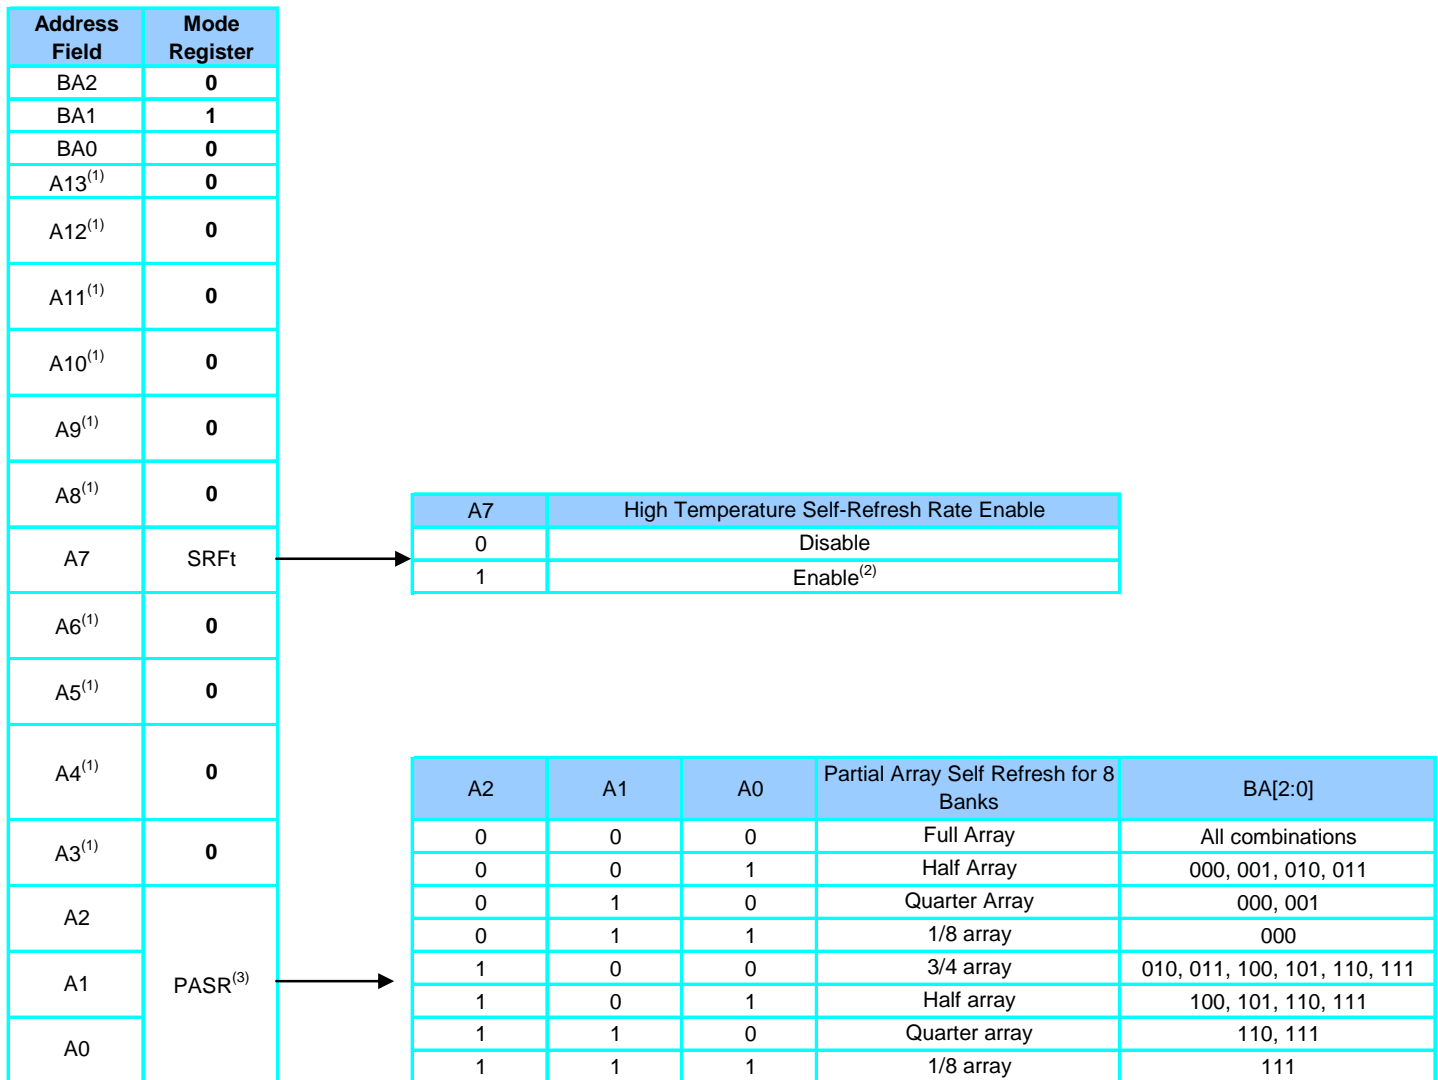 Address Field Mode Register
BA2 0
BA1 1
BA0 0
A13(1) 0
A12(1) 0
A11(1) 0
A10(1) 0
A9(1) 0
A8(1) 0
A7 SRFt
A6(1) 0
A5(1) 0
A4(1) 0
A3(1) 0
A2
A1 PASR(3)
A0
A7 High Temperature Self-Refresh Rate Enable
0 Disable
1 Enable(2)
A2 A1 A0 Partial Array Self Refresh for 8 Banks BA[2:0]
0 0 0 Full Array All combinations
0 0 1 Half Array 000, 001, 010, 011
0 1 0 Quarter Array 000, 001
0 1 1 1/8 array 000
1 0 0 3/4 array 010, 011, 100, 101, 110, 111
1 0 1 Half array 100, 101, 110, 111
1 1 0 Quarter array 110, 111
1 1 1 1/8 array 111